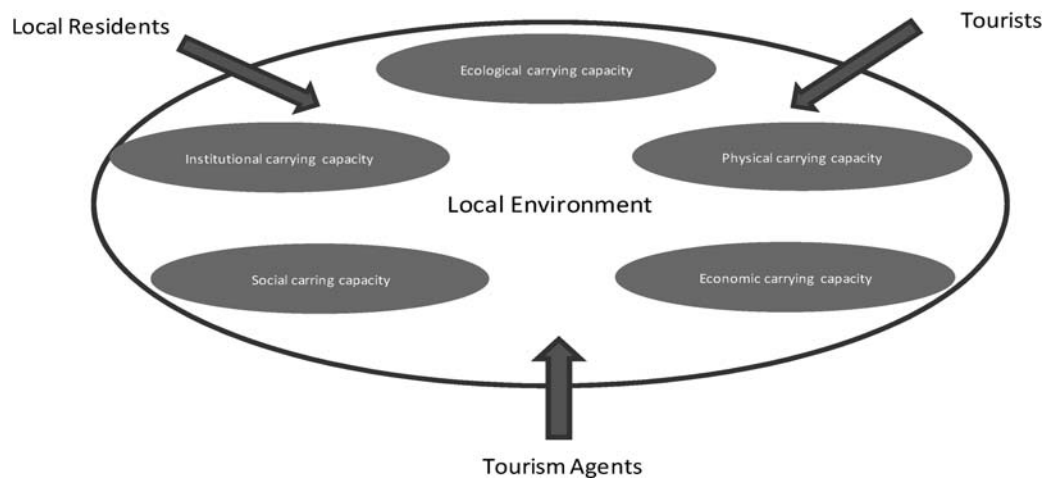 Local Residents
Tourists
Ecological carrying capacity
Institutional carrying capacity
Physical carrying capacity
Local Environment
Social carring capacity
Economic carrying capacity
Tourism Agents